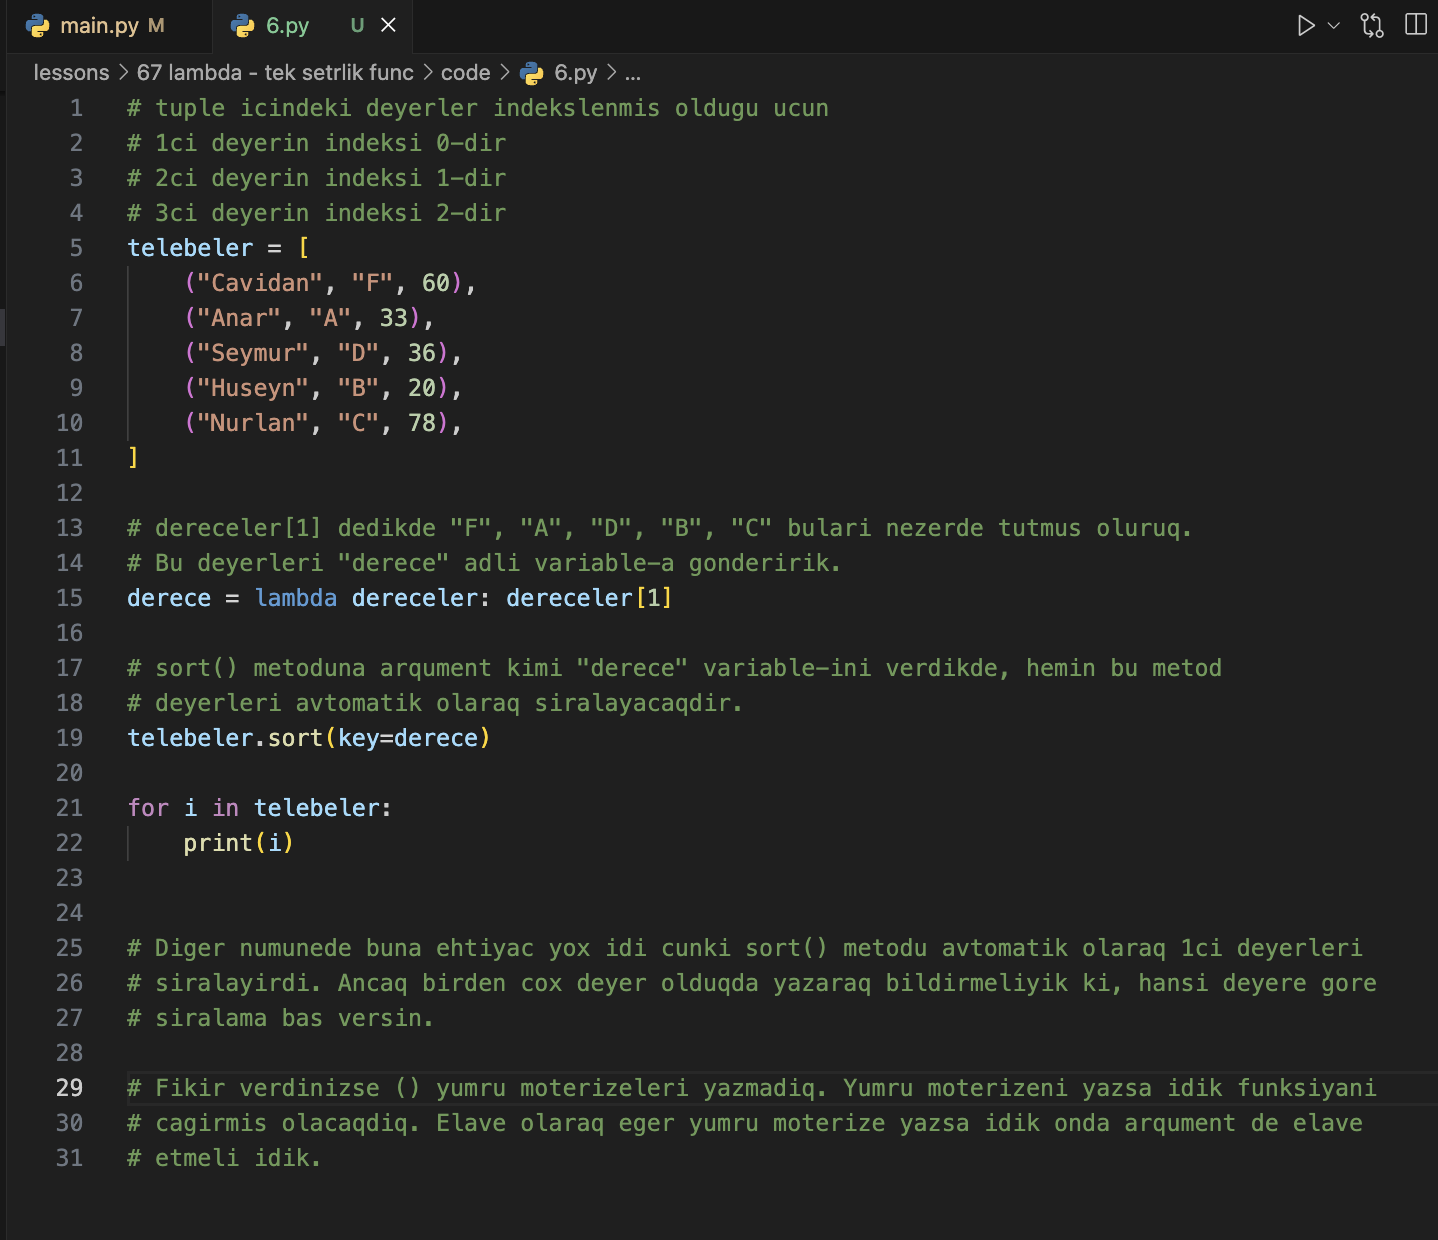 main.py M
6.py U
lessons > 67 lambda - tek setrlik func > code > 6.py > ...
1 # tuple icindeki deyerler indekslenmis oldugu ucun
2 # 1ci deyerin indeksi 0-dir
3 # 2ci deyerin indeksi 1-dir
4 # 3ci deyerin indeksi 2-dir
5 telebeler = [
6     ("Cavidan", "F", 60),
7     ("Anar", "A", 33),
8     ("Seymur", "D", 36),
9     ("Huseyn", "B", 20),
10     ("Nurlan", "C", 78),
11 ]
12
13 # dereceler[1] dedikde "F", "A", "D", "B", "C" bulari nezerde tutmus oluruq.
14 # Bu deyerleri "derece" adli variable-a gonderirik.
15 derece = lambda dereceler: dereceler[1]
16
17 # sort() metoduna arqument kimi "derece" variable-ini verdikde, hemin bu metod
18 # deyerleri avtomatik olaraq siralayacaqdir.
19 telebeler.sort(key=derece)
20
21 for i in telebeler:
22     print(i)
23
24
25 # Diger numunede buna ehtiyac yox idi cunki sort() metodu avtomatik olaraq 1ci deyerleri
26 # siralayirdi. Ancaq birden cox deyer olduqda yazaraq bildirmeliyik ki, hansi deyere gore
27 # siralama bas versin.
28
29 # Fikir verdinizse () yumru moterizeleri yazmadiq. Yumru moterizeni yazsa idik funksiyani
30 # cagirmis olacaqdiq. Elave olaraq eger yumru moterize yazsa idik onda arqument de elave
31 # etmeli idik.